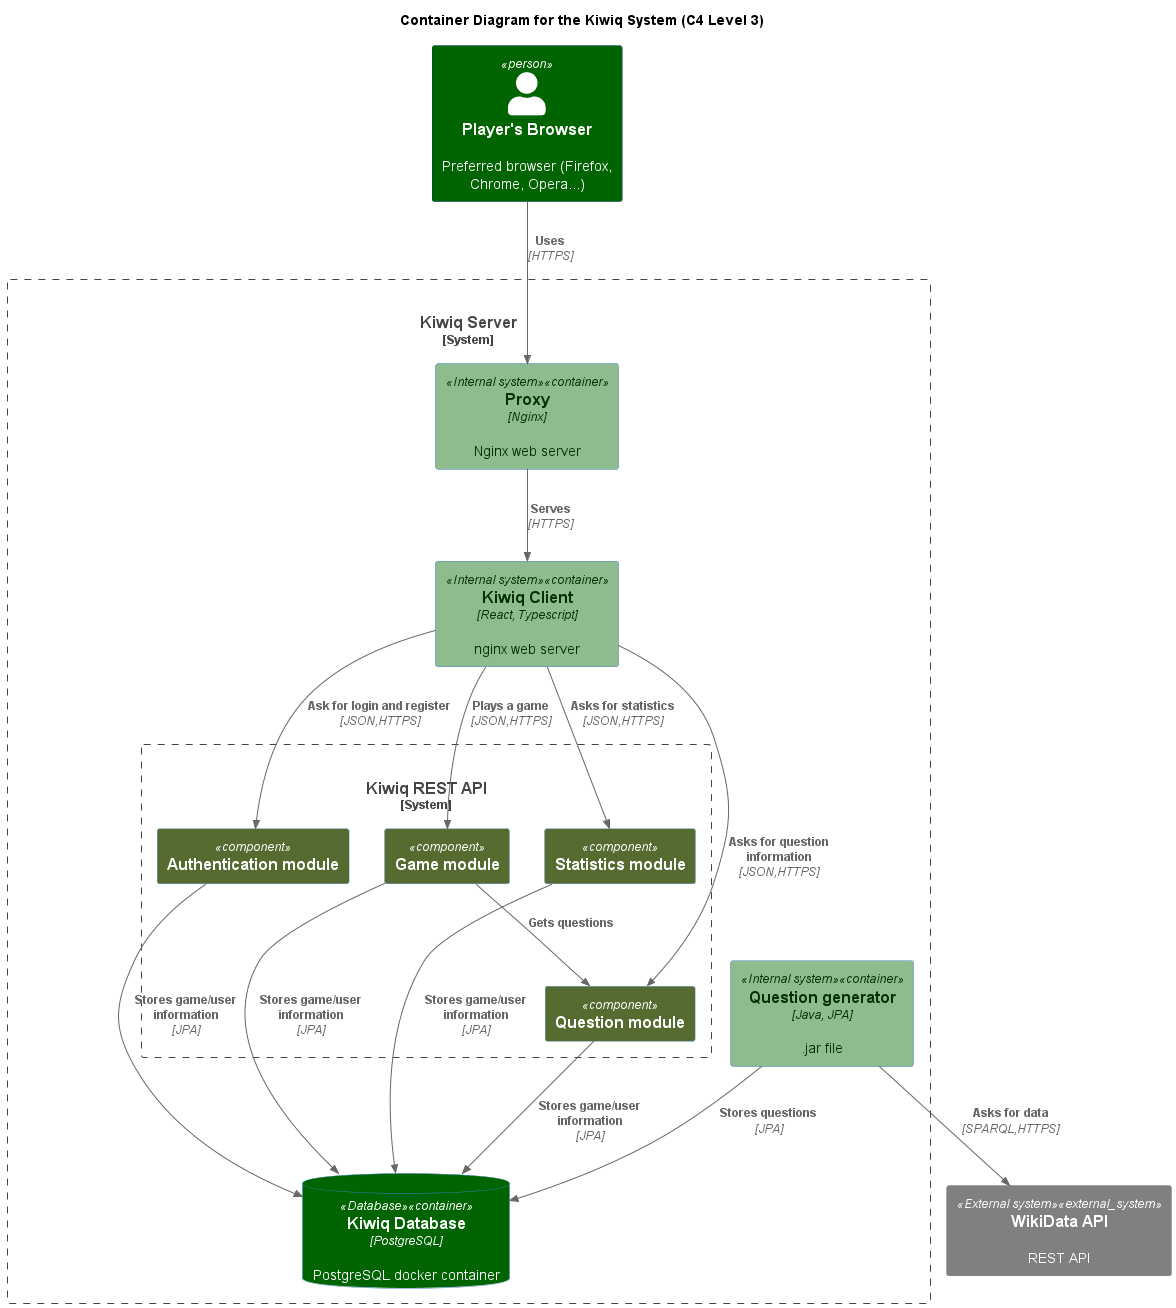 Container Diagram for the Kiwiq System (C4 Level 3)
«person»
Player's Browser
Preferred browser (Firefox,
Chrome, Opera...)
Uses
[HTTPS]
Kiwiq Server
[System]
«Internal system»«container»
Proxy
[Nginx]
Nginx web server
Serves
[HTTPS]
«Internal system»«container»
Kiwiq Client
[React, Typescript]
nginx web server
Ask for login and register
[JSON,HTTPS]
Plays a game
[JSON,HTTPS]
Asks for statistics
[JSON,HTTPS]
Kiwiq REST API
[System]
«component»
Authentication module
«component»
Game module
«component»
Statistics module
Asks for question
information
[JSON,HTTPS]
Gets questions
Stores game/user
information
[JPA]
Stores game/user
information
[JPA]
Stores game/user
information
[JPA]
«component»
Question module
«Internal system»«container»
Question generator
[Java, JPA]
.jar file
Stores game/user
information
[JPA]
Stores questions
[JPA]
Asks for data
[SPARQL,HTTPS]
«Database»«container»
Kiwiq Database
[PostgreSQL]
PostgreSQL docker container
«External system»«external_system»
WikiData API
REST API